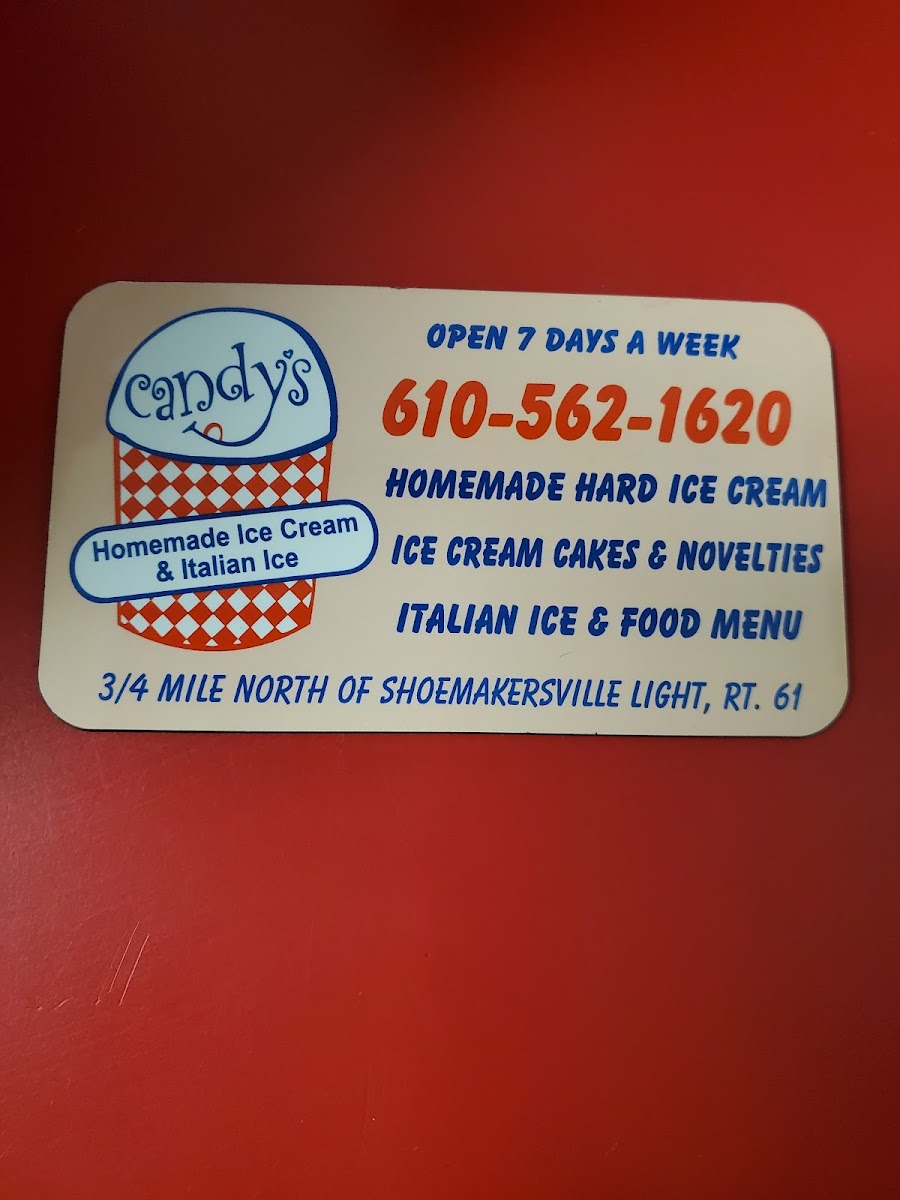 candy's
Homemade Ice Cream
& Italian Ice
OPEN 7 DAYS A WEEK
610-562-1620
HOMEMADE HARD ICE CREAM
ICE CREAM CAKES & NOVELTIES
ITALIAN ICE & FOOD MENU
3/4 MILE NORTH OF SHOEMAKERSVILLE LIGHT, RT. 61